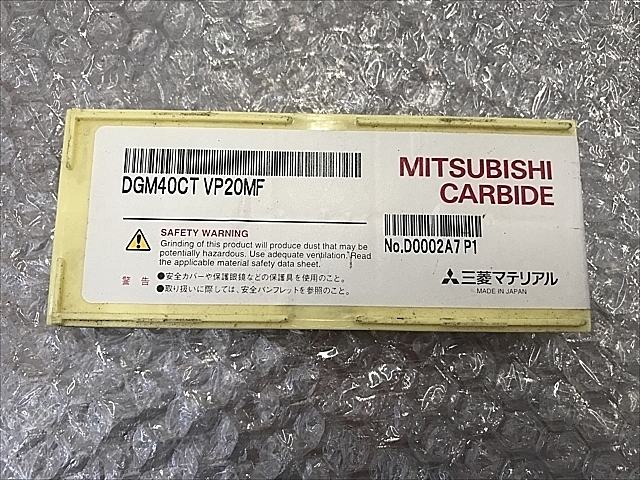 DGM40CT VP20MF
MITSUBISHI
CARBIDE
SAFETY WARNING
Grinding of this product will produce dust that may be
potentially hazardous. Use adequate ventilation. Read
the applicable material safety data sheet.
警告
●安全カバーや保護眼鏡などの保護具を使用のこと。
●取り扱いに際しては、安全パンフレットを参照のこと。
No.D0002A7 P1
三菱マテリアル
MADE IN JAPAN